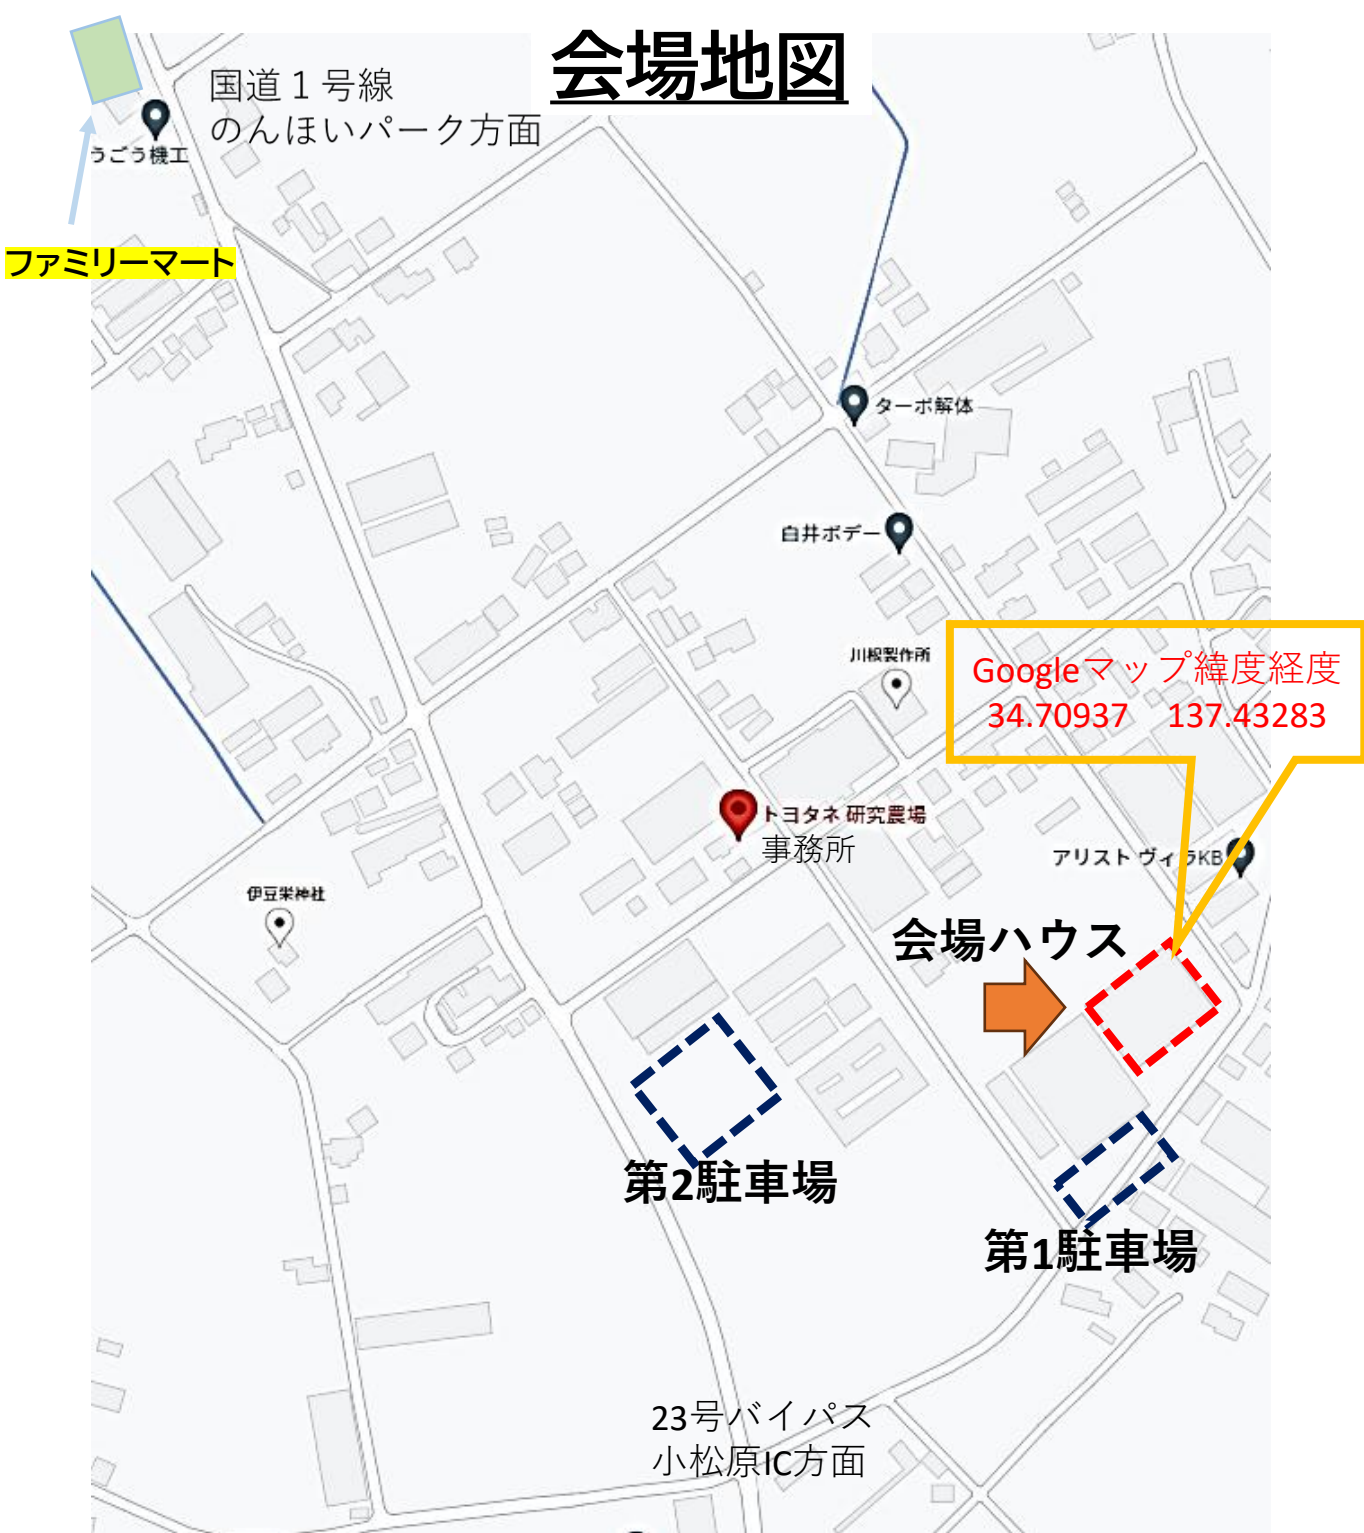 会場地図
国道１号線
のんほいパーク方面
うごう機工
ファミリーマート
ターボ解体
白井ボデー
川根製作所
Googleマップ緯度経度
34.70937　137.43283
トヨタネ 研究農場
事務所
アリスト ヴィラKB
伊豆栄神社
会場ハウス
第2駐車場
第1駐車場
23号バイパス
小松原IC方面